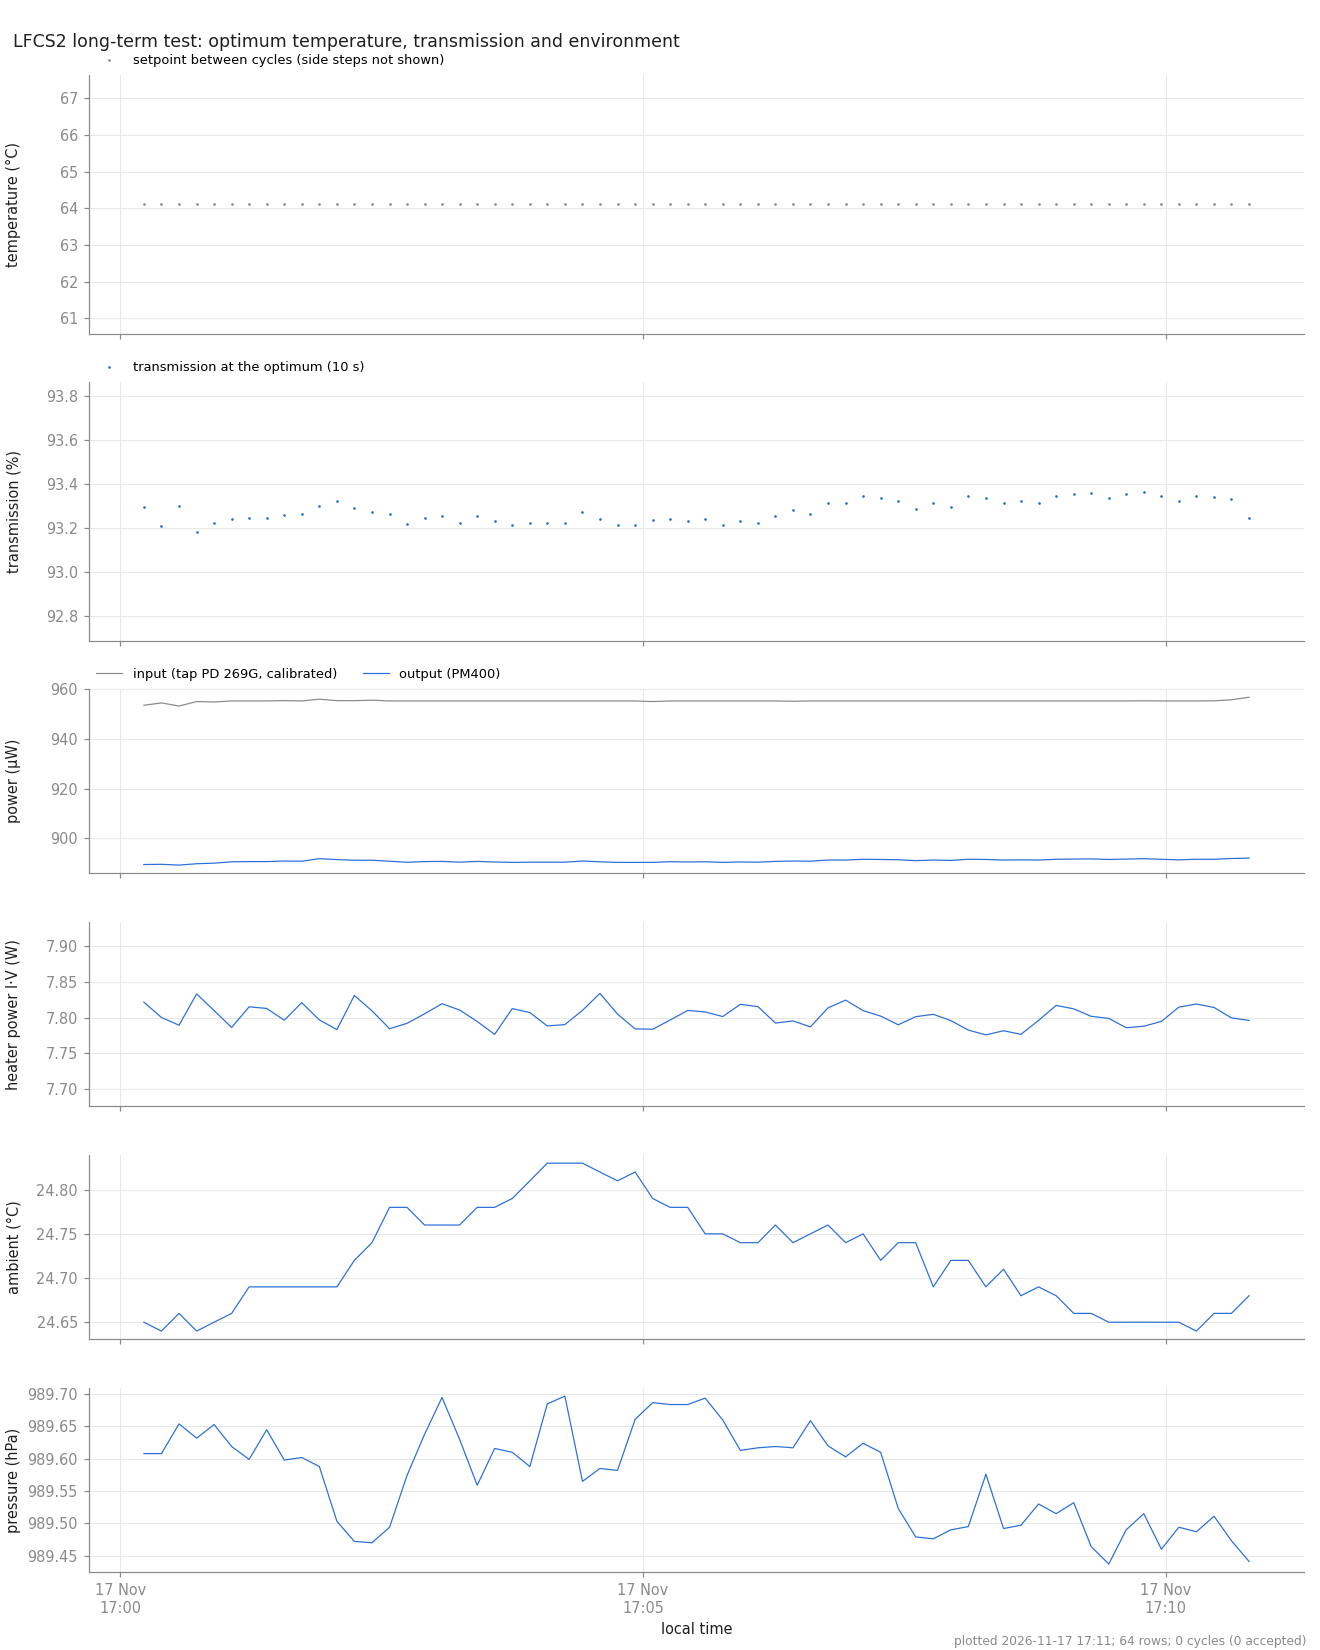 LFCS2 long-term test: optimum temperature, transmission and environment
setpoint between cycles (side steps not shown)
temperature (°C)
67
66
65
64
63
62
61
transmission at the optimum (10 s)
transmission (%)
93.8
93.6
93.4
93.2
93.0
92.8
input (tap PD 269G, calibrated) output (PM400)
power (µW)
960
940
920
900
heater power I·V (W)
7.90
7.85
7.80
7.75
7.70
ambient (°C)
24.80
24.75
24.70
24.65
pressure (hPa)
989.70
989.65
989.60
989.55
989.50
989.45
17 Nov 17 Nov 17 Nov
17:00 17:05 17:10
local time
plotted 2026-11-17 17:11; 64 rows; 0 cycles (0 accepted)